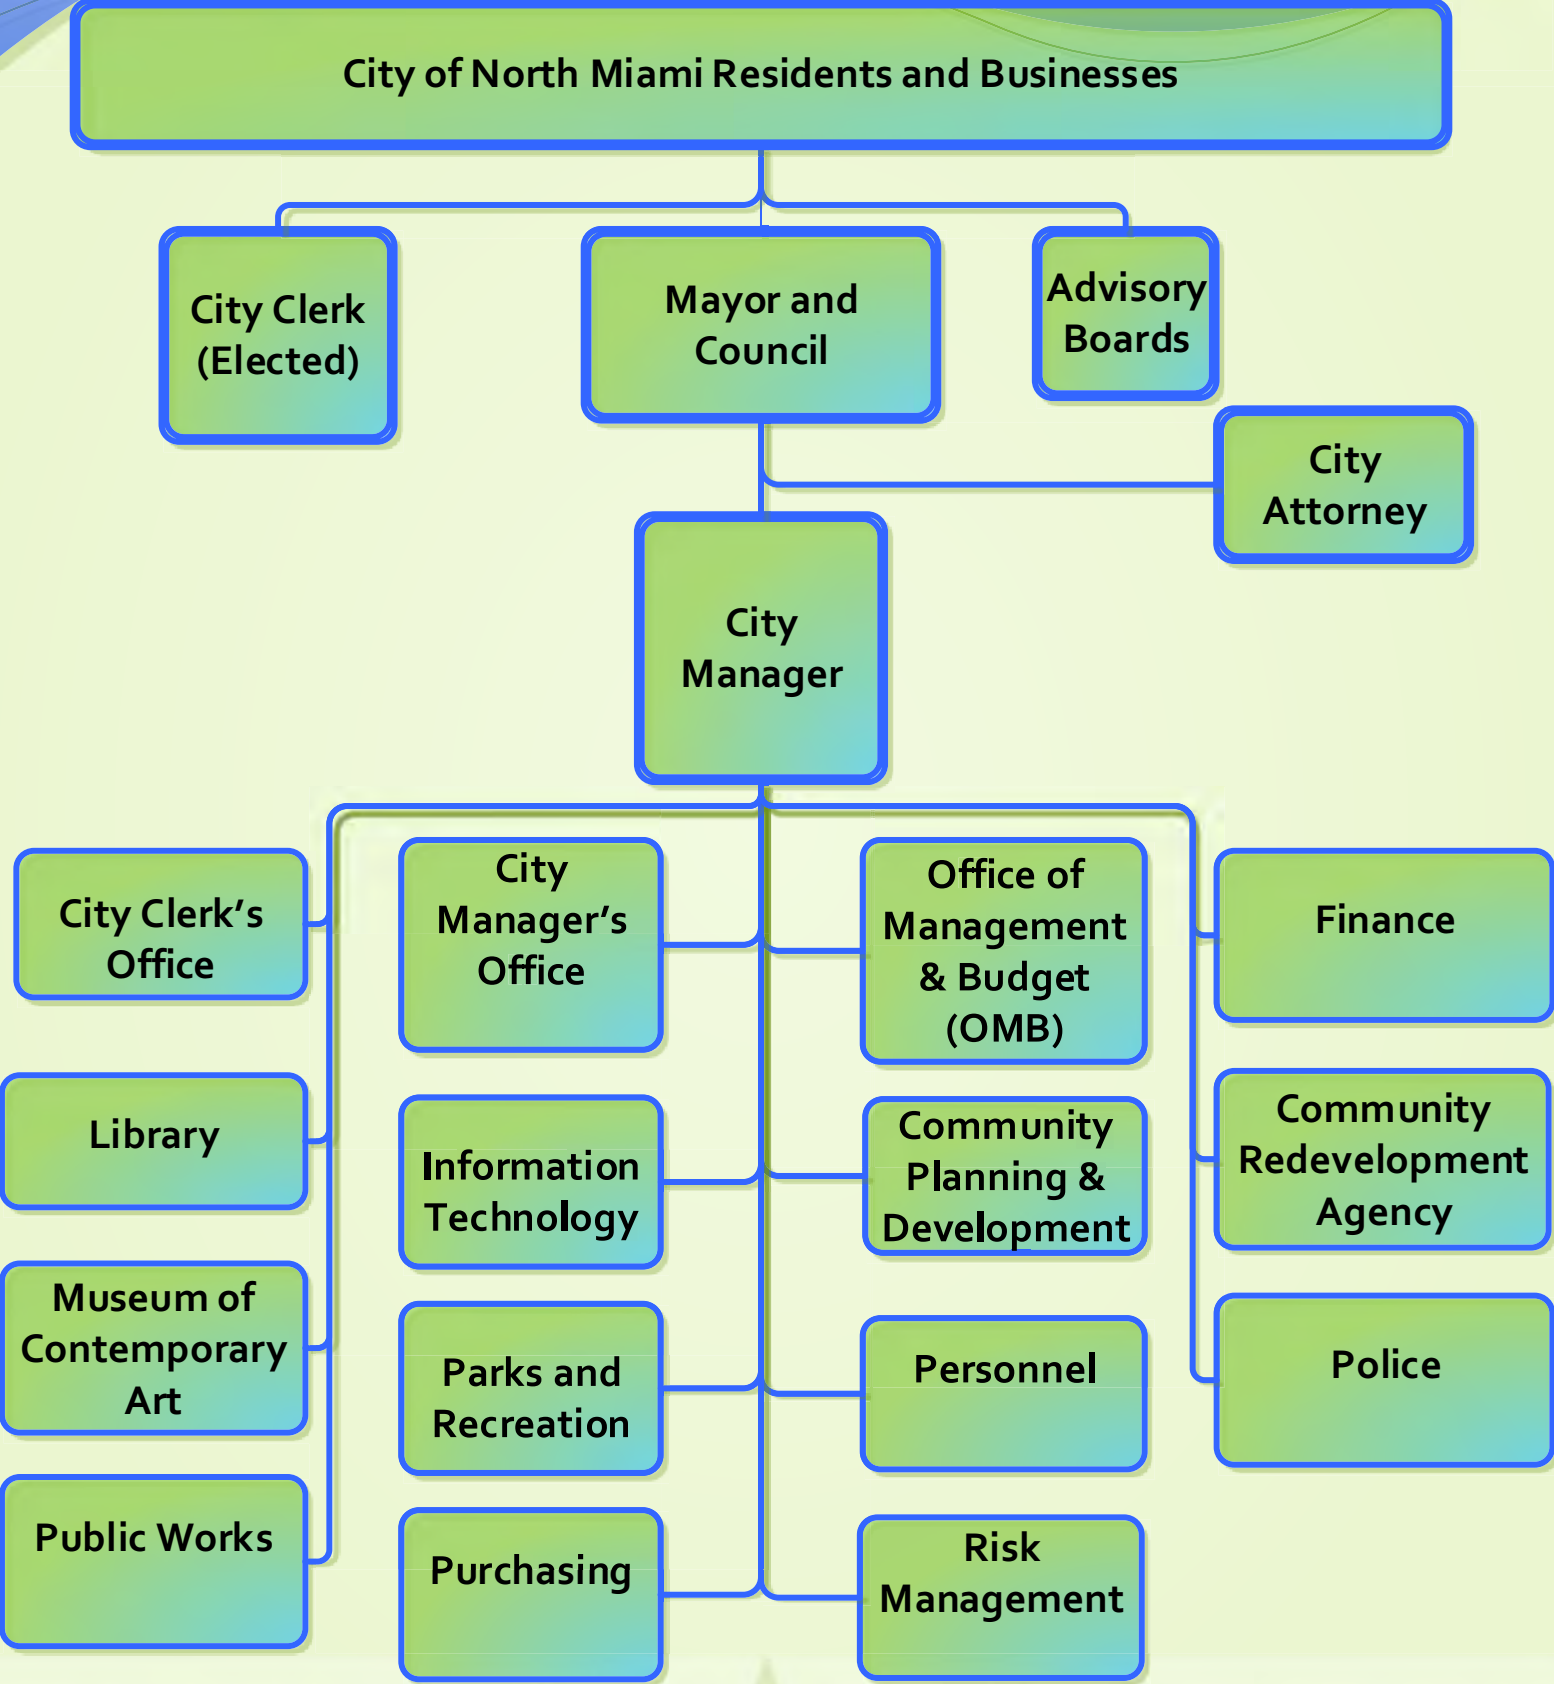 City of North Miami Residents and Businesses
City Clerk
(Elected)
Mayor and
Council
Advisory
Boards
City
Attorney
City
Manager
City Clerk’s
Office
City
Manager’s
Office
Office of
Management
& Budget
(OMB)
Finance
Library
Information
Technology
Community
Planning &
Development
Community
Redevelopment
Agency
Museum of
Contemporary
Art
Parks and
Recreation
Personnel
Police
Public Works
Purchasing
Risk
Management